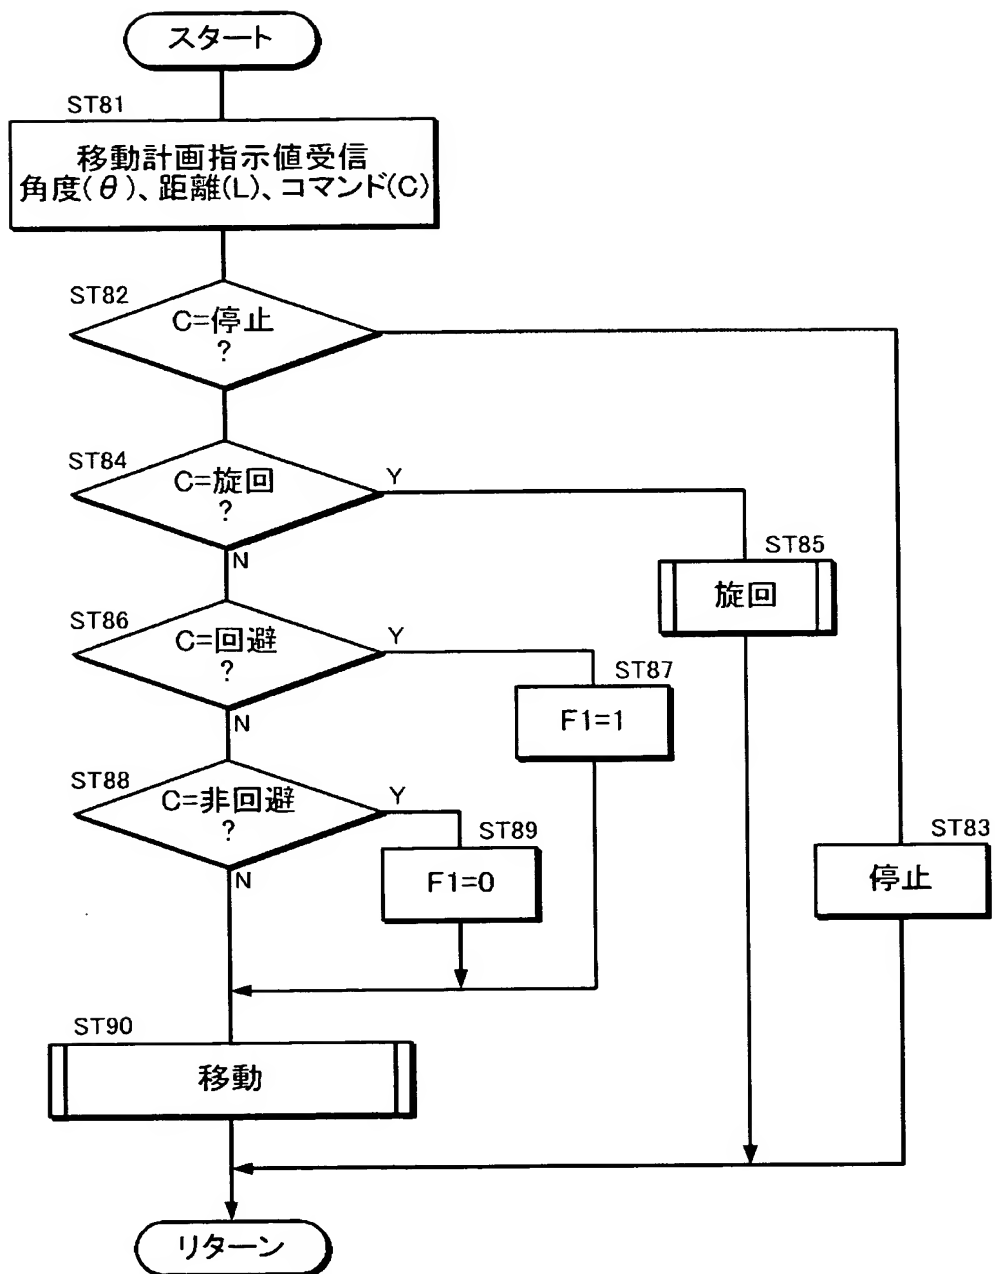 スタート
ST81
移動計画指示値受信
角度(θ)、距離(L)、コマンド(C)
ST82
C=停止
?
ST84
C=旋回
?
Y
N
ST85
旋回
ST86
C=回避
?
Y
N
ST87
F1=1
ST88
C=非回避
?
Y
N
ST89
F1=0
ST83
停止
ST90
移動
リターン